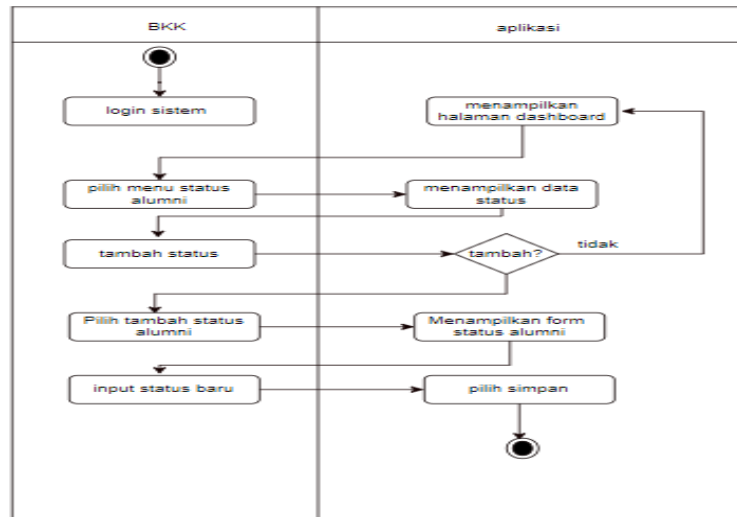 BKK
aplikasi
login sistem
menampilkan
halaman dashboard
pilih menu status
alumni
menampilkan data
status
tambah status
tambah?
tidak
Pilih tambah status
alumni
Menampilkan form
status alumni
input status baru
pilih simpan